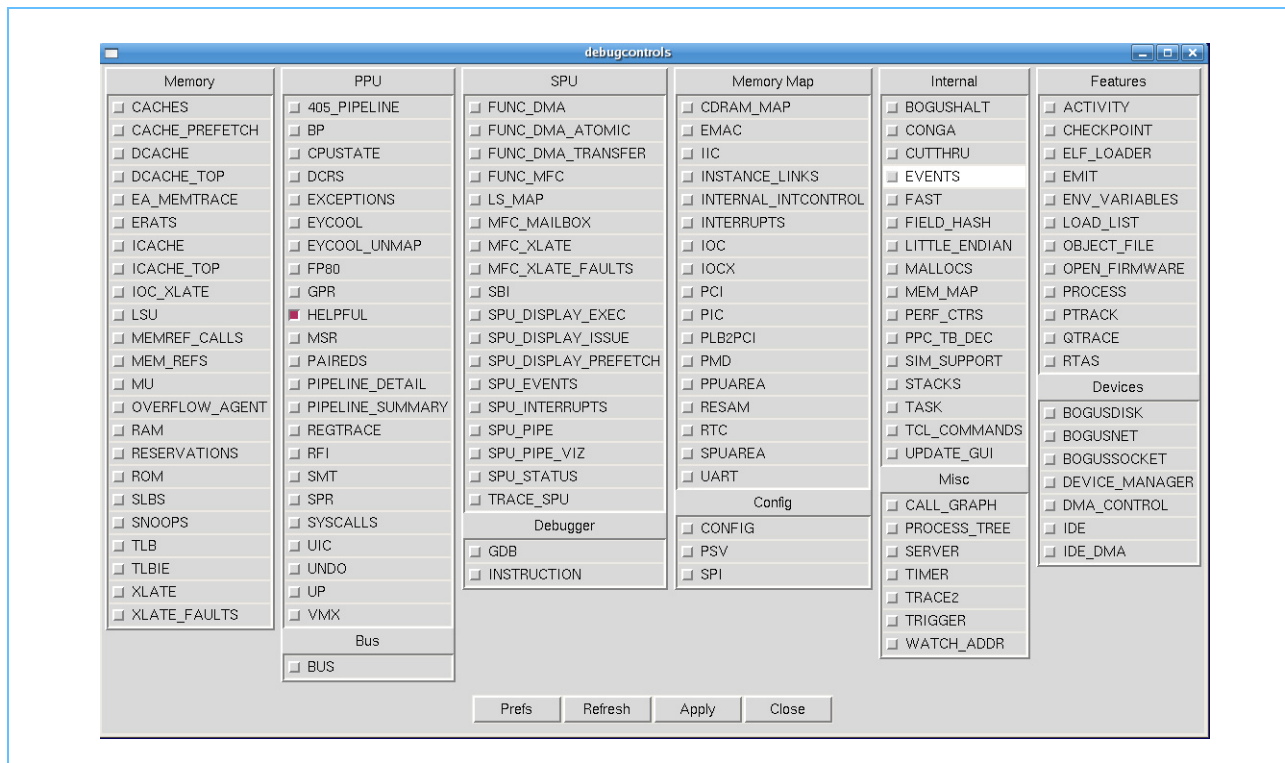 debugcontrols
Memory
CACHES
CACHE_PREFETCH
DCACHE
DCACHE_TOP
EA_MEMTRACE
ERATS
ICACHE
ICACHE_TOP
IOC_XLATE
LSU
MEMREF_CALLS
MEM_REFS
MU
OVERFLOW_AGENT
RAM
RESERVATIONS
ROM
SLBS
SNOOPS
TLB
TLBIE
XLATE
XLATE_FAULTS
PPU
405_PIPELINE
BP
CPUSTATE
DCRS
EXCEPTIONS
EYCOOL
EYCOOL_UNMAP
FP80
GPR
HELPFUL
MSR
PAIREDS
PIPELINE_DETAIL
PIPELINE_SUMMARY
REGTRACE
RFI
SMT
SPR
SYSCALLS
UIC
UNDO
UP
VMX
Bus
BUS
SPU
FUNC_DMA
FUNC_DMA_ATOMIC
FUNC_DMA_TRANSFER
FUNC_MFC
LS_MAP
MFC_MAILBOX
MFC_XLATE
MFC_XLATE_FAULTS
SBI
SPU_DISPLAY_EXEC
SPU_DISPLAY_ISSUE
SPU_DISPLAY_PREFETCH
SPU_EVENTS
SPU_INTERRUPTS
SPU_PIPE
SPU_PIPE_VIZ
SPU_STATUS
TRACE_SPU
Debugger
GDB
INSTRUCTION
Memory Map
CDRAM_MAP
EMAC
IIC
INSTANCE_LINKS
INTERNAL_INTCONTROL
INTERRUPTS
IOC
IOCX
PCI
PIC
PLB2PCI
PMD
PPUAREA
RESAM
RTC
SPUAREA
UART
Config
CONFIG
PSV
SPI
Internal
BOGUSHALT
CONGA
CUTTHRU
EVENTS
FAST
FIELD_HASH
LITTLE_ENDIAN
MALLOCS
MEM_MAP
PERF_CTRS
PPC_TB_DEC
SIM_SUPPORT
STACKS
TASK
TCL_COMMANDS
UPDATE_GUI
Misc
CALL_GRAPH
PROCESS_TREE
SERVER
TIMER
TRACE2
TRIGGER
WATCH_ADDR
Features
ACTIVITY
CHECKPOINT
ELF_LOADER
EMIT
ENV_VARIABLES
LOAD_LIST
OBJECT_FILE
OPEN_FIRMWARE
PROCESS
PTRACK
QTRACE
RTAS
Devices
BOGUSDISK
BOGUSNET
BOGUSSOCKET
DEVICE_MANAGER
DMA_CONTROL
IDE
IDE_DMA
Prefs
Refresh
Apply
Close